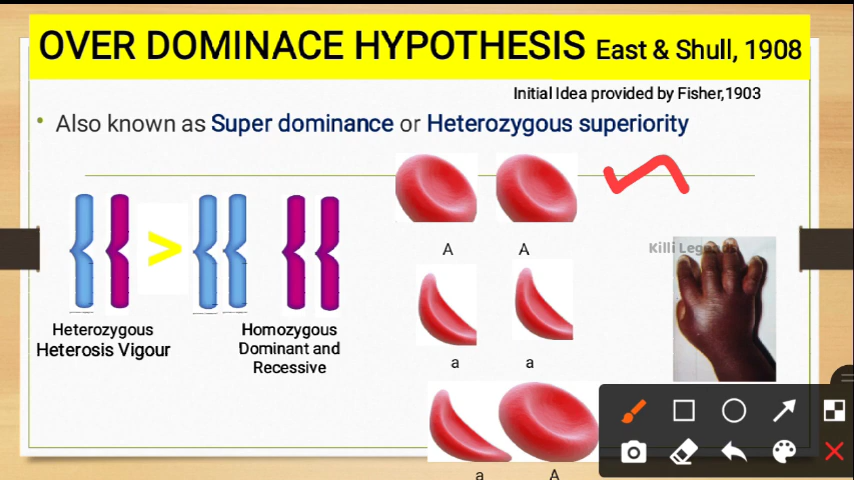 OVER DOMINACE HYPOTHESIS East & Shull, 1908
Initial Idea provided by Fisher,1903
• Also known as Super dominance or Heterozygous superiority
>
A A
Killi Legends
a a
Heterozygous
Heterosis Vigour
Homozygous
Dominant and
Recessive
a A